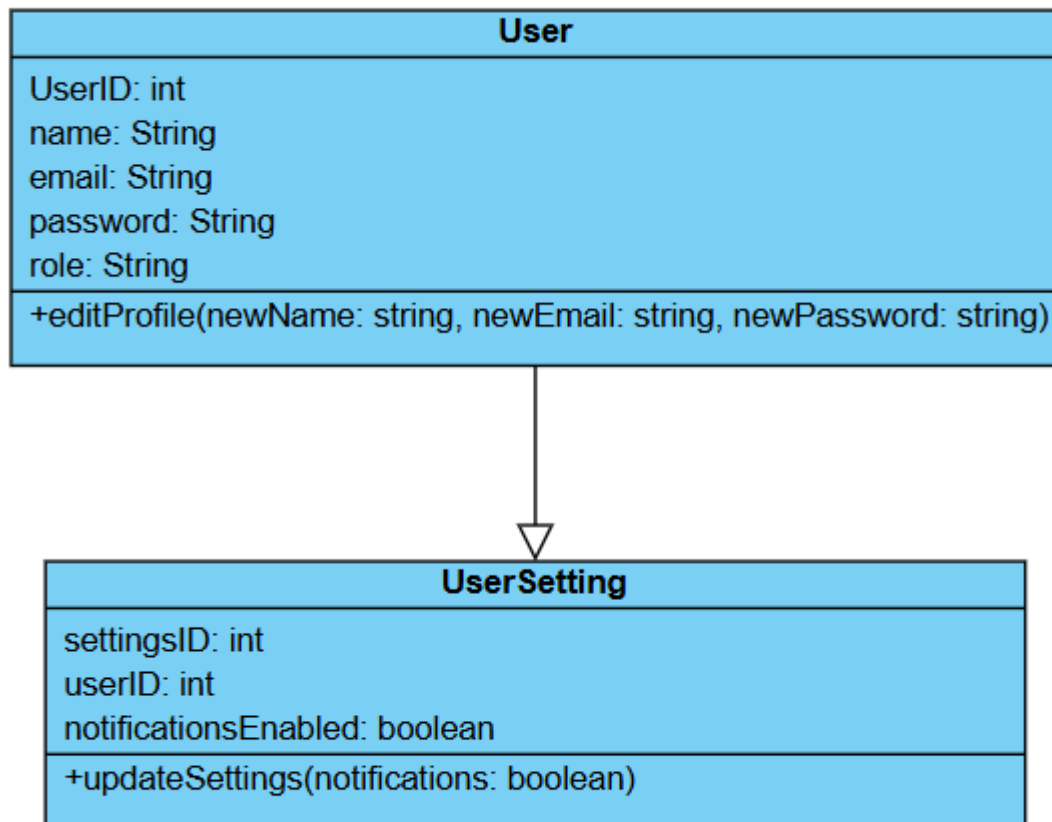 User
UserID: int
name: String
email: String
password: String
role: String
+editProfile(newName: string, newEmail: string, newPassword: string)
UserSetting
settingsID: int
userID: int
notificationsEnabled: boolean
+updateSettings(notifications: boolean)